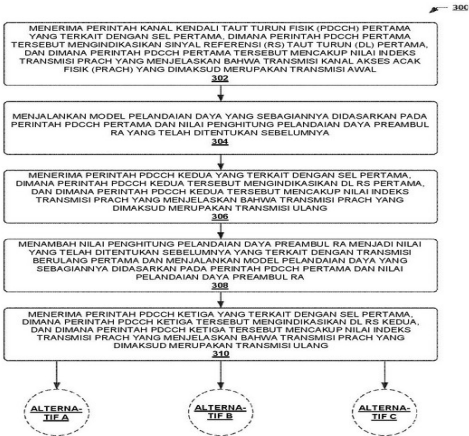 300
MENERIMA PERINTAH KANAL KENDALI TAUT TURUN FISIK (PDCCH) PERTAMA
YANG TERKAIT DENGAN SEL PERTAMA, DIMANA PERINTAH PDCCH PERTAMA
TERSEBUT MENGINDIKASIKAN SINYAL REFERENSI (RS) TAUT TURUN (DL) PERTAMA,
DAN DIMANA PERINTAH PDCCH PERTAMA TERSEBUT MENCAKUP NILAI INDEKS
TRANSMISI PRACH YANG MENJELASKAN BAHWA TRANSMISI KANAL AKSES ACAK
FISIK (PRACH) YANG DIMAKSUD MERUPAKAN TRANSMISI AWAL
302
MENJALANKAN MODEL PELANDAIAN DAYA YANG SEBAGIANNYA DIDASARKAN PADA
PERINTAH PDCCH PERTAMA DAN NILAI PENGHITUNG PELANDAIAN DAYA PREAMBUL
RA YANG TELAH DITENTUKAN SEBELUMNYA
304
MENERIMA PERINTAH PDCCH KEDUA YANG TERKAIT DENGAN SEL PERTAMA,
DIMANA PERINTAH PDCCH KEDUA TERSEBUT MENGINDIKASIKAN DL RS PERTAMA,
DAN DIMANA PERINTAH PDCCH KEDUA TERSEBUT MENCAKUP NILAI INDEKS
TRANSMISI PRACH YANG MENJELASKAN BAHWA TRANSMISI PRACH YANG
DIMAKSUD MERUPAKAN TRANSMISI ULANG
306
MENAMBAH NILAI PENGHITUNG PELANDAIAN DAYA PREAMBUL RA MENJADI NILAI
YANG TELAH DITENTUKAN SEBELUMNYA YANG TERKAIT DENGAN TRANSMISI
BERULANG PERTAMA DAN MENJALANKAN MODEL PELANDAIAN DAYA YANG
SEBAGIANNYA DIDASARKAN PADA PERINTAH PDCCH PERTAMA DAN NILAI
PELANDAIAN DAYA PREAMBUL RA
308
MENERIMA PERINTAH PDCCH KETIGA YANG TERKAIT DENGAN SEL PERTAMA,
DIMANA PERINTAH PDCCH KETIGA TERSEBUT MENGINDIKASIKAN DL RS KEDUA,
DAN DIMANA PERINTAH PDCCH KETIGA TERSEBUT MENCAKUP NILAI INDEKS
TRANSMISI PRACH YANG MENJELASKAN BAHWA TRANSMISI PRACH YANG
DIMAKSUD MERUPAKAN TRANSMISI ULANG
310
ALTERNA-
TIF A
ALTERNA-
TIF B
ALTERNA-
TIF C